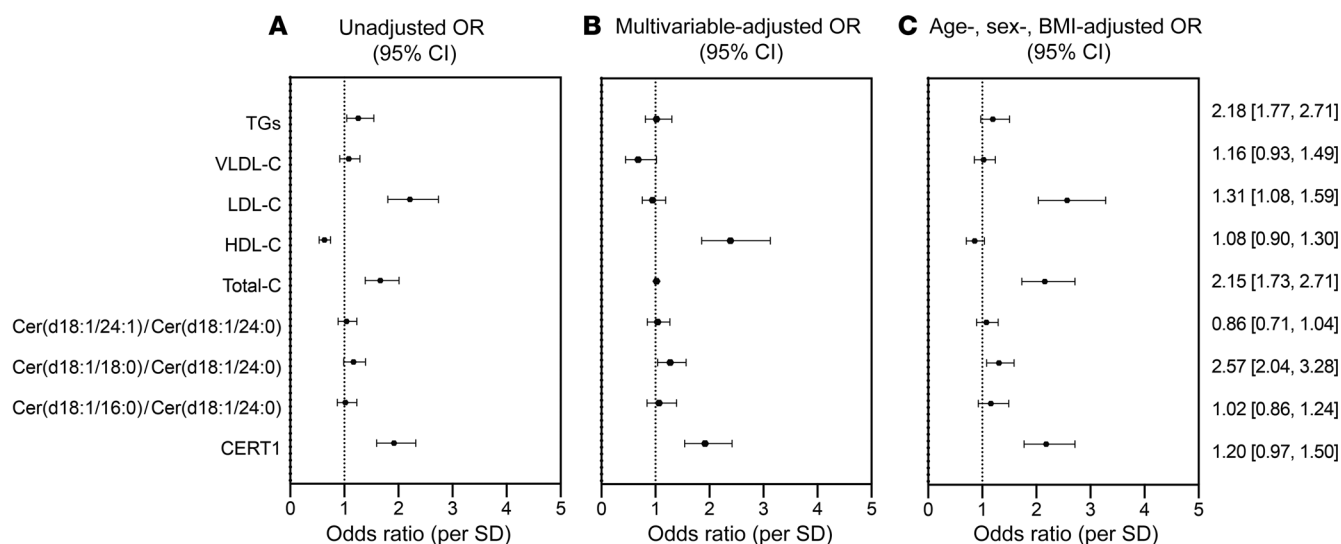 A Unadjusted OR
(95% CI)
B Multivariable-adjusted OR
(95% CI)
C Age-, sex-, BMI-adjusted OR
(95% CI)
TGs
VLDL-C
LDL-C
HDL-C
Total-C
Cer(d18:1/24:1)/Cer(d18:1/24:0)
Cer(d18:1/18:0)/Cer(d18:1/24:0)
Cer(d18:1/16:0)/Cer(d18:1/24:0)
CERT1
0 1 2 3 4 5
Odds ratio (per SD)
0 1 2 3 4 5
Odds ratio (per SD)
0 1 2 3 4 5
Odds ratio (per SD)
2.18 [1.77, 2.71]
1.16 [0.93, 1.49]
1.31 [1.08, 1.59]
1.08 [0.90, 1.30]
2.15 [1.73, 2.71]
0.86 [0.71, 1.04]
2.57 [2.04, 3.28]
1.02 [0.86, 1.24]
1.20 [0.97, 1.50]